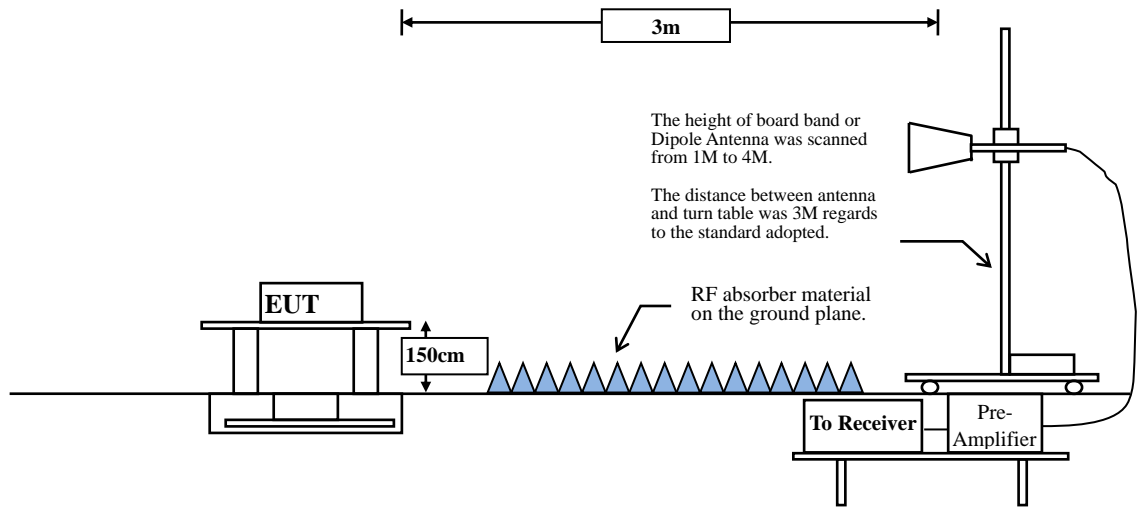 3m
The height of board band or
Dipole Antenna was scanned
from 1M to 4M.
The distance between antenna
and turn table was 3M regards
to the standard adopted.
EUT
RF absorber material
on the ground plane.
150cm
To Receiver
Pre-
Amplifier